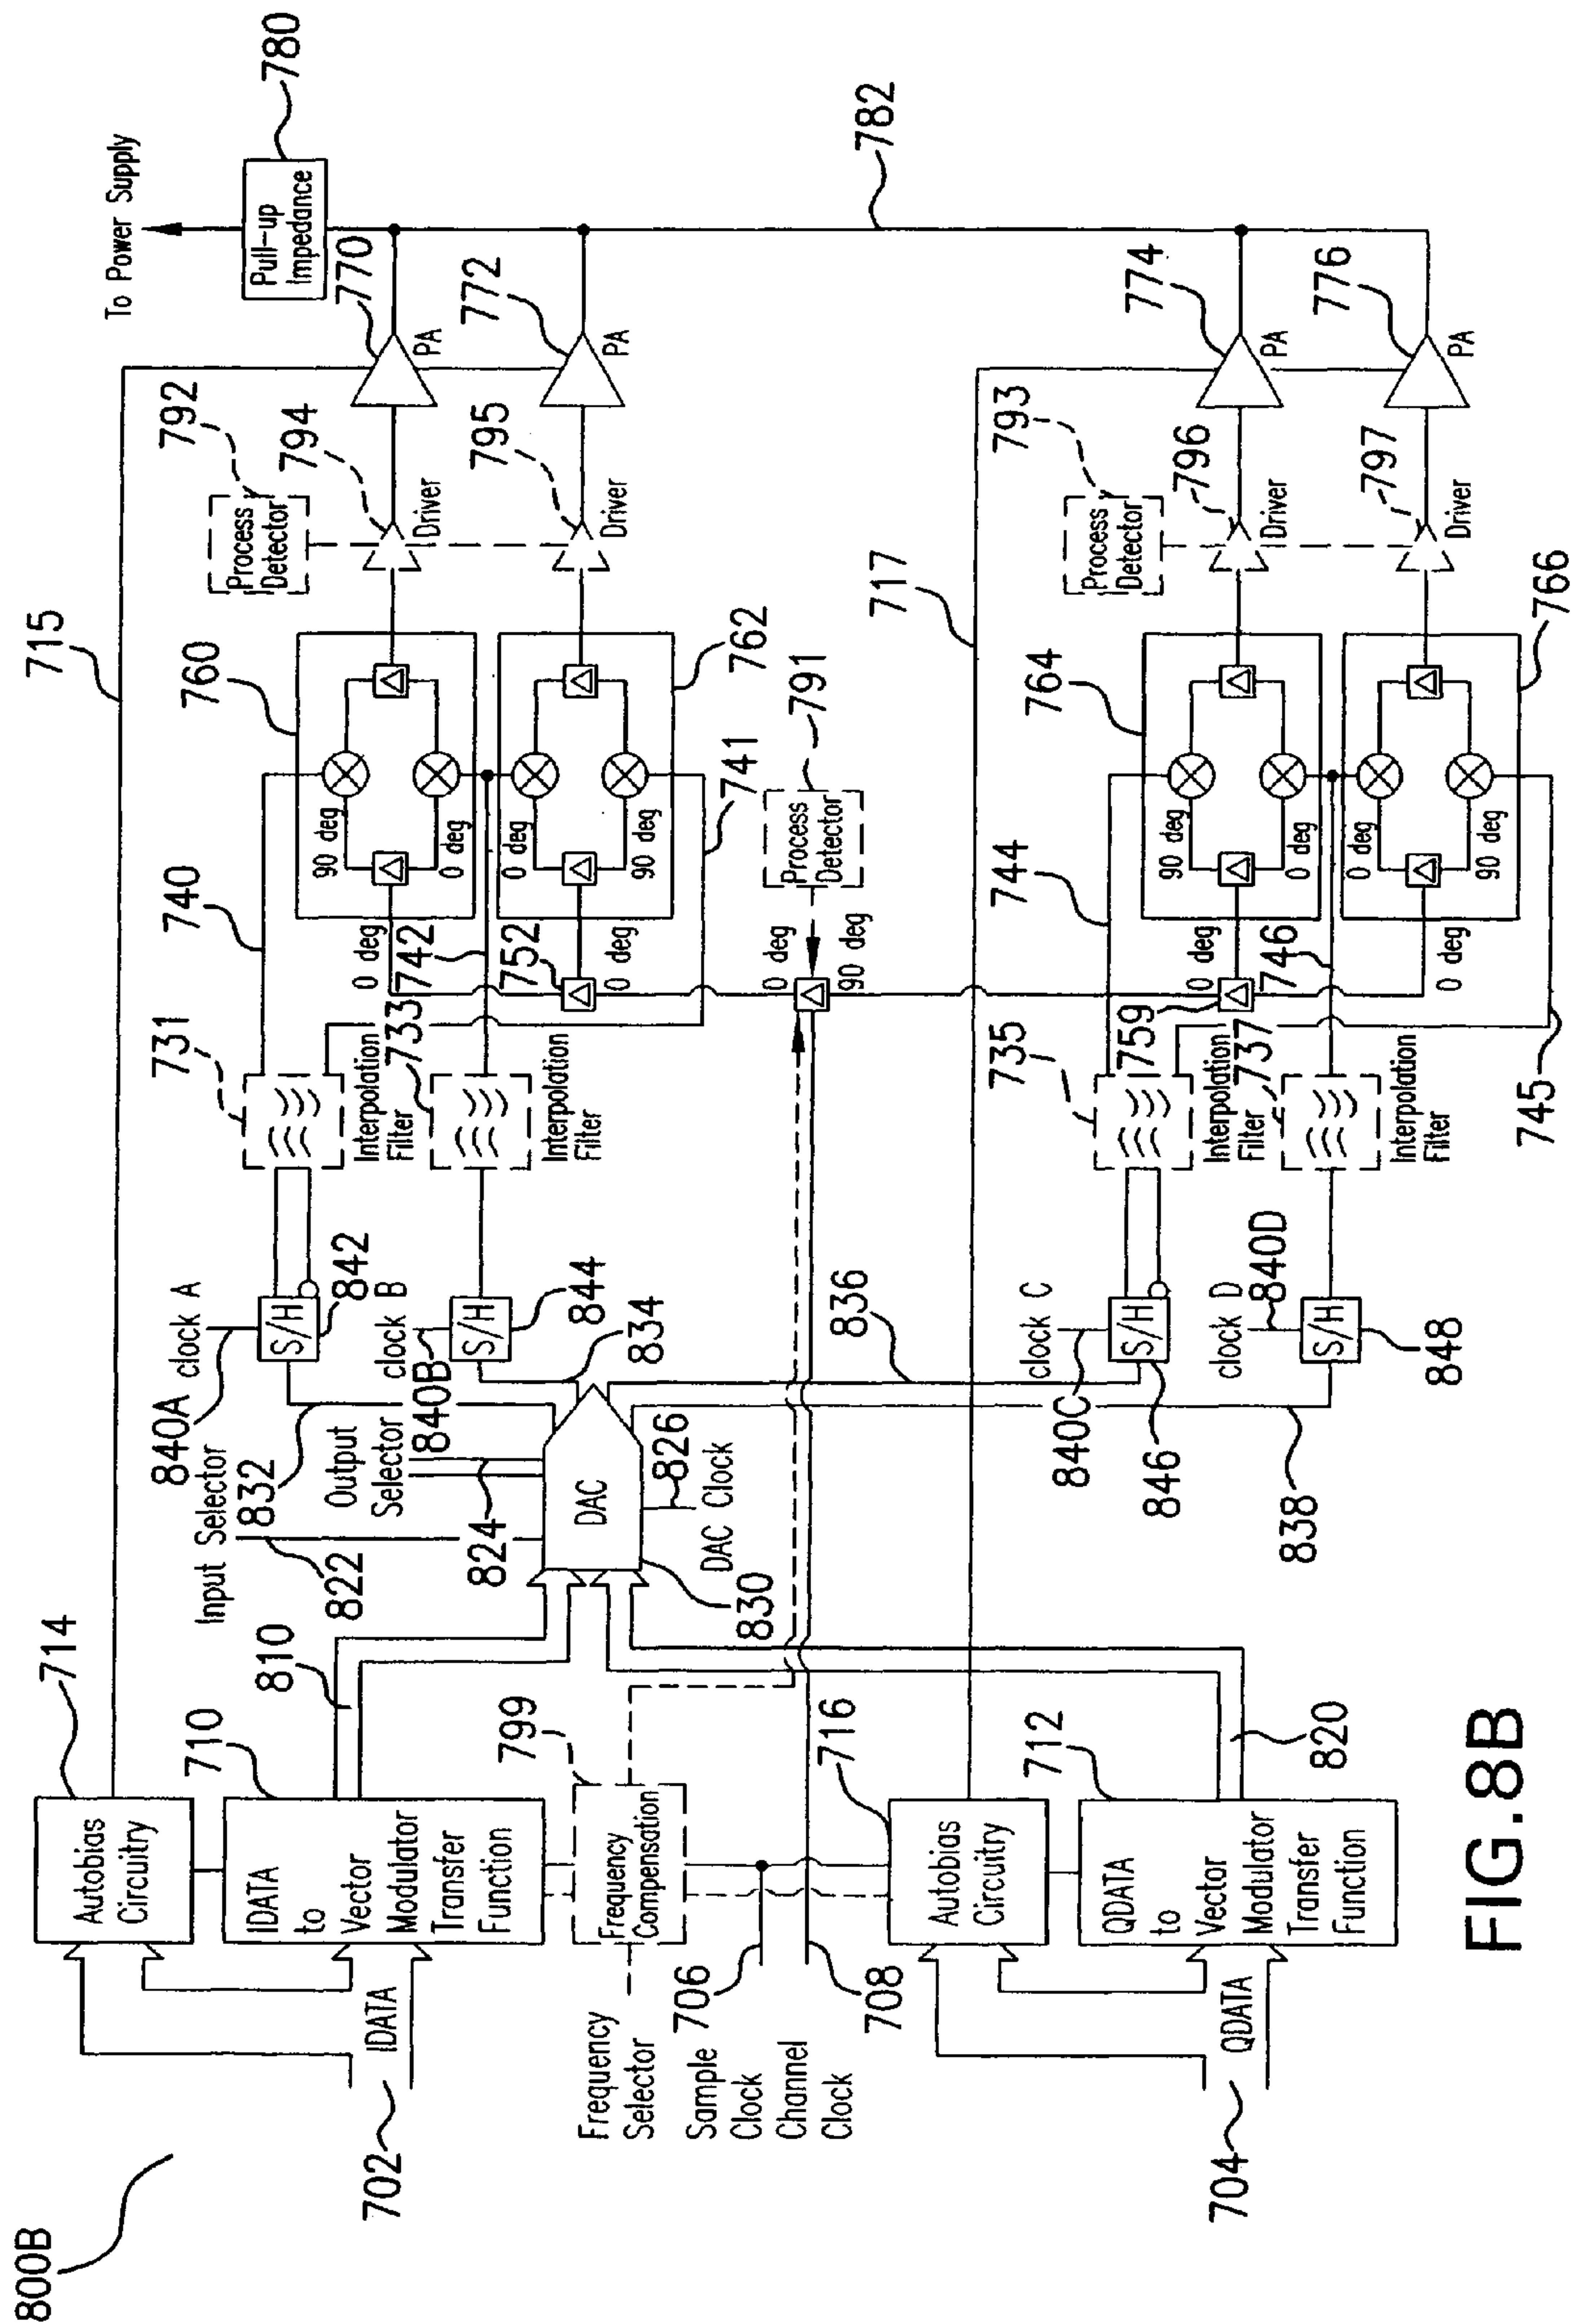 800B
702
IDATA
714
Autobias
Circuitry
715
710
IDATA
to
Vector
Modulator
Transfer
Function
810
Input Selector
822
832
Output
Selector
824
840A
clock A
S/H
842
840B
clock B
S/H
844
834
DAC
826
DAC Clock
830
731
Interpolation
Filter
733
Interpolation
Filter
740
742
741
0 deg
752
0 deg
760
90 deg
0 deg
762
0 deg
90 deg
792
Process
Detector
794
Driver
795
Driver
770
PA
772
PA
To Power Supply
Pull-up
Impedance
780
782
Frequency
Selector
799
Frequency
Compensation
706
Sample
Clock
708
Channel
Clock
0 deg
90 deg
791
Process
Detector
704
QDATA
716
Autobias
Circuitry
717
712
QDATA
to
Vector
Modulator
Transfer
Function
820
836
838
840C
clock C
S/H
846
840D
clock D
S/H
848
735
Interpolation
Filter
737
Interpolation
Filter
744
746
745
759
0 deg
0 deg
764
90 deg
0 deg
766
0 deg
90 deg
793
Process
Detector
796
Driver
797
Driver
774
PA
776
PA
FIG.8B